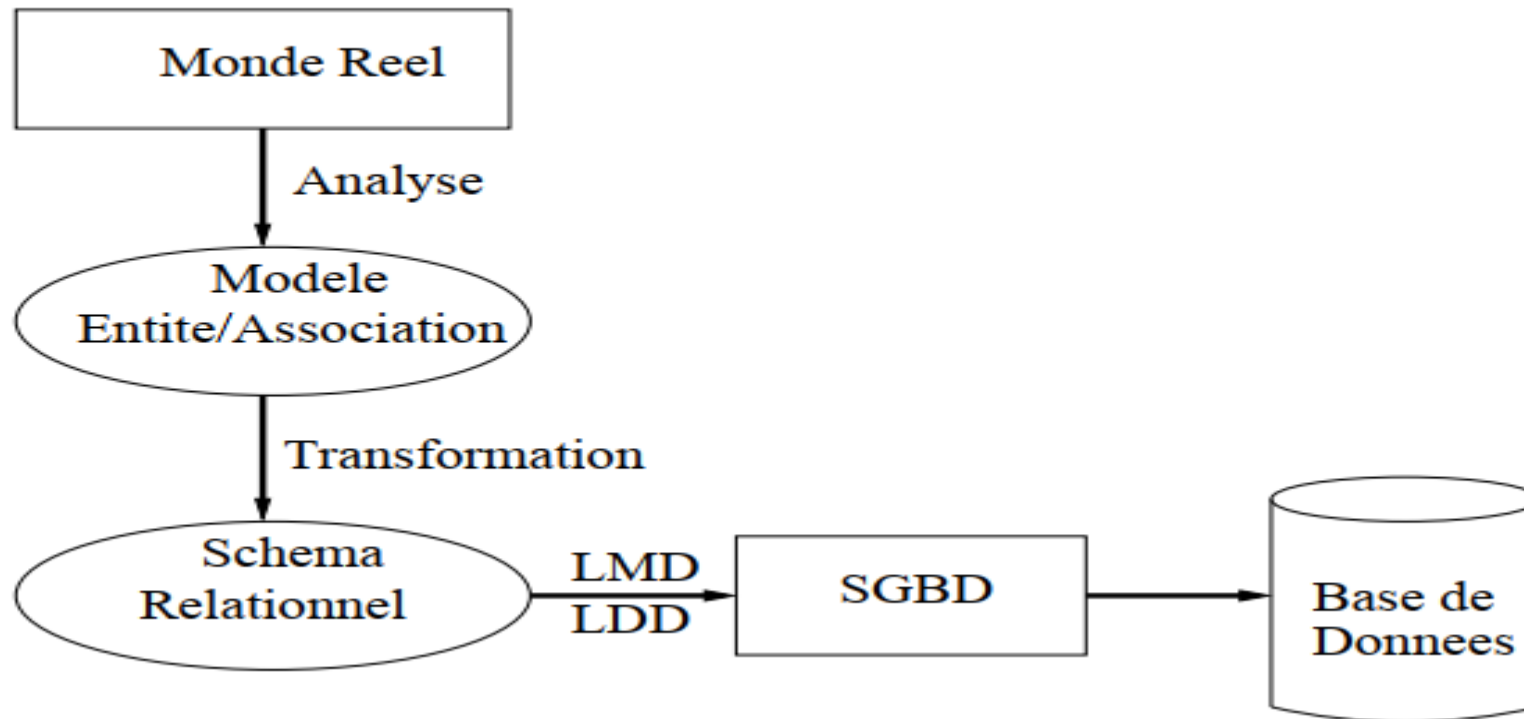 Monde Reel
Analyse
Modele
Entite/Association
Transformation
Schema
Relationnel
LMD
LDD
SGBD
Base de
Donnees